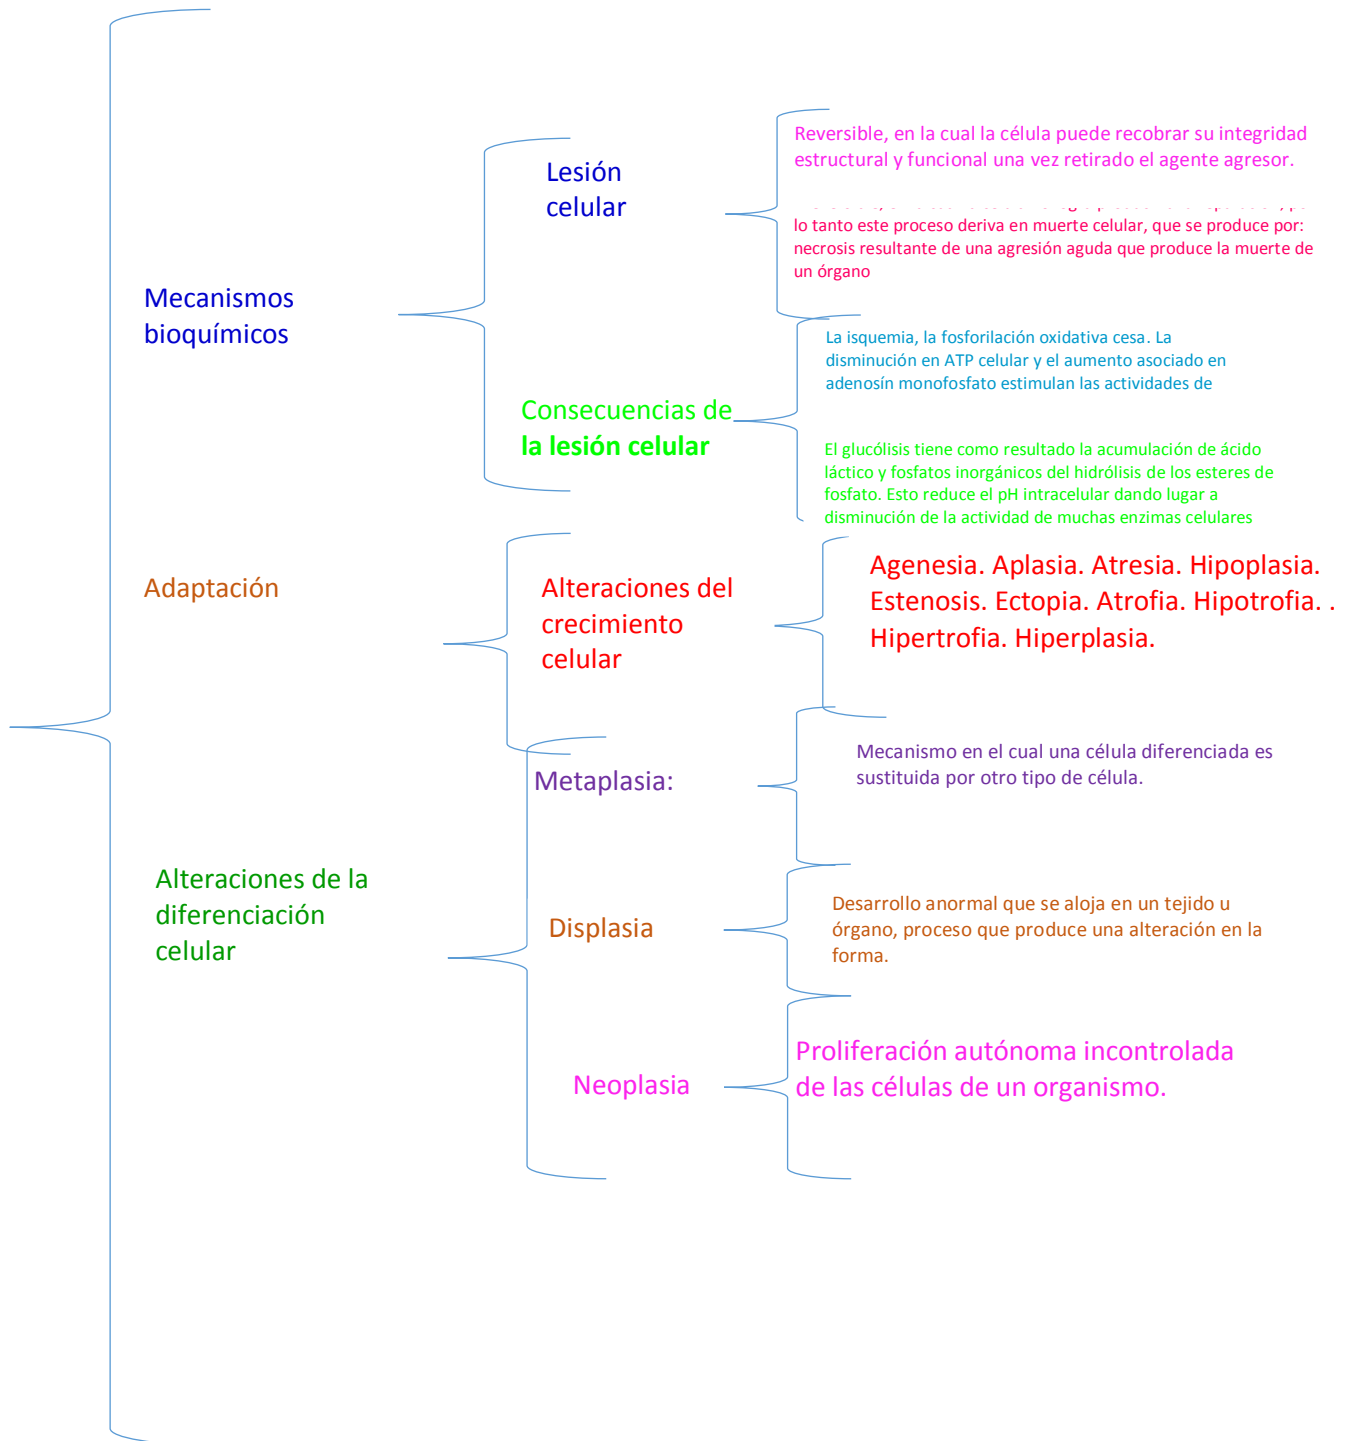 Reversible, en la cual la célula puede recobrar su integridad
estructural y funcional una vez retirado el agente agresor.
Lesión
celular
lo tanto este proceso deriva en muerte celular, que se produce por:
necrosis resultante de una agresión aguda que produce la muerte de
un órgano
Mecanismos
bioquímicos
La isquemia, la fosforilación oxidativa cesa. La
disminución en ATP celular y el aumento asociado en
adenosín monofosfato estimulan las actividades de
Consecuencias de
la lesión celular
El glucólisis tiene como resultado la acumulación de ácido
láctico y fosfatos inorgánicos del hidrólisis de los esteres de
fosfato. Esto reduce el pH intracelular dando lugar a
disminución de la actividad de muchas enzimas celulares
Adaptación
Alteraciones del
crecimiento
celular
Agenesia. Aplasia. Atresia. Hipoplasia.
Estenosis. Ectopia. Atrofia. Hipotrofia. .
Hipertrofia. Hiperplasia.
Metaplasia:
Mecanismo en el cual una célula diferenciada es
sustituida por otro tipo de célula.
Alteraciones de la
diferenciación
celular
Displasia
Desarrollo anormal que se aloja en un tejido u
órgano, proceso que produce una alteración en la
forma.
Neoplasia
Proliferación autónoma incontrolada
de las células de un organismo.